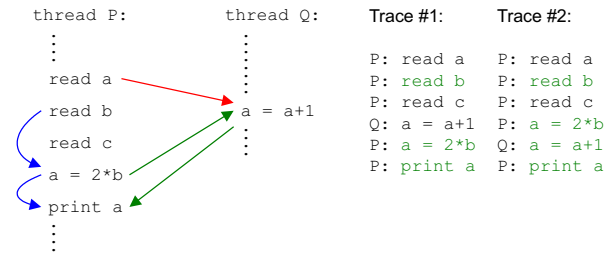 thread P:
read a
read b
read c
a = 2*b
print a
thread Q:
a = a+1
Trace #1:
P: read a
P: read b
P: read c
Q: a = a+1
P: a = 2*b
P: print a
Trace #2:
P: read a
P: read b
P: read c
P: a = 2*b
Q: a = a+1
P: print a